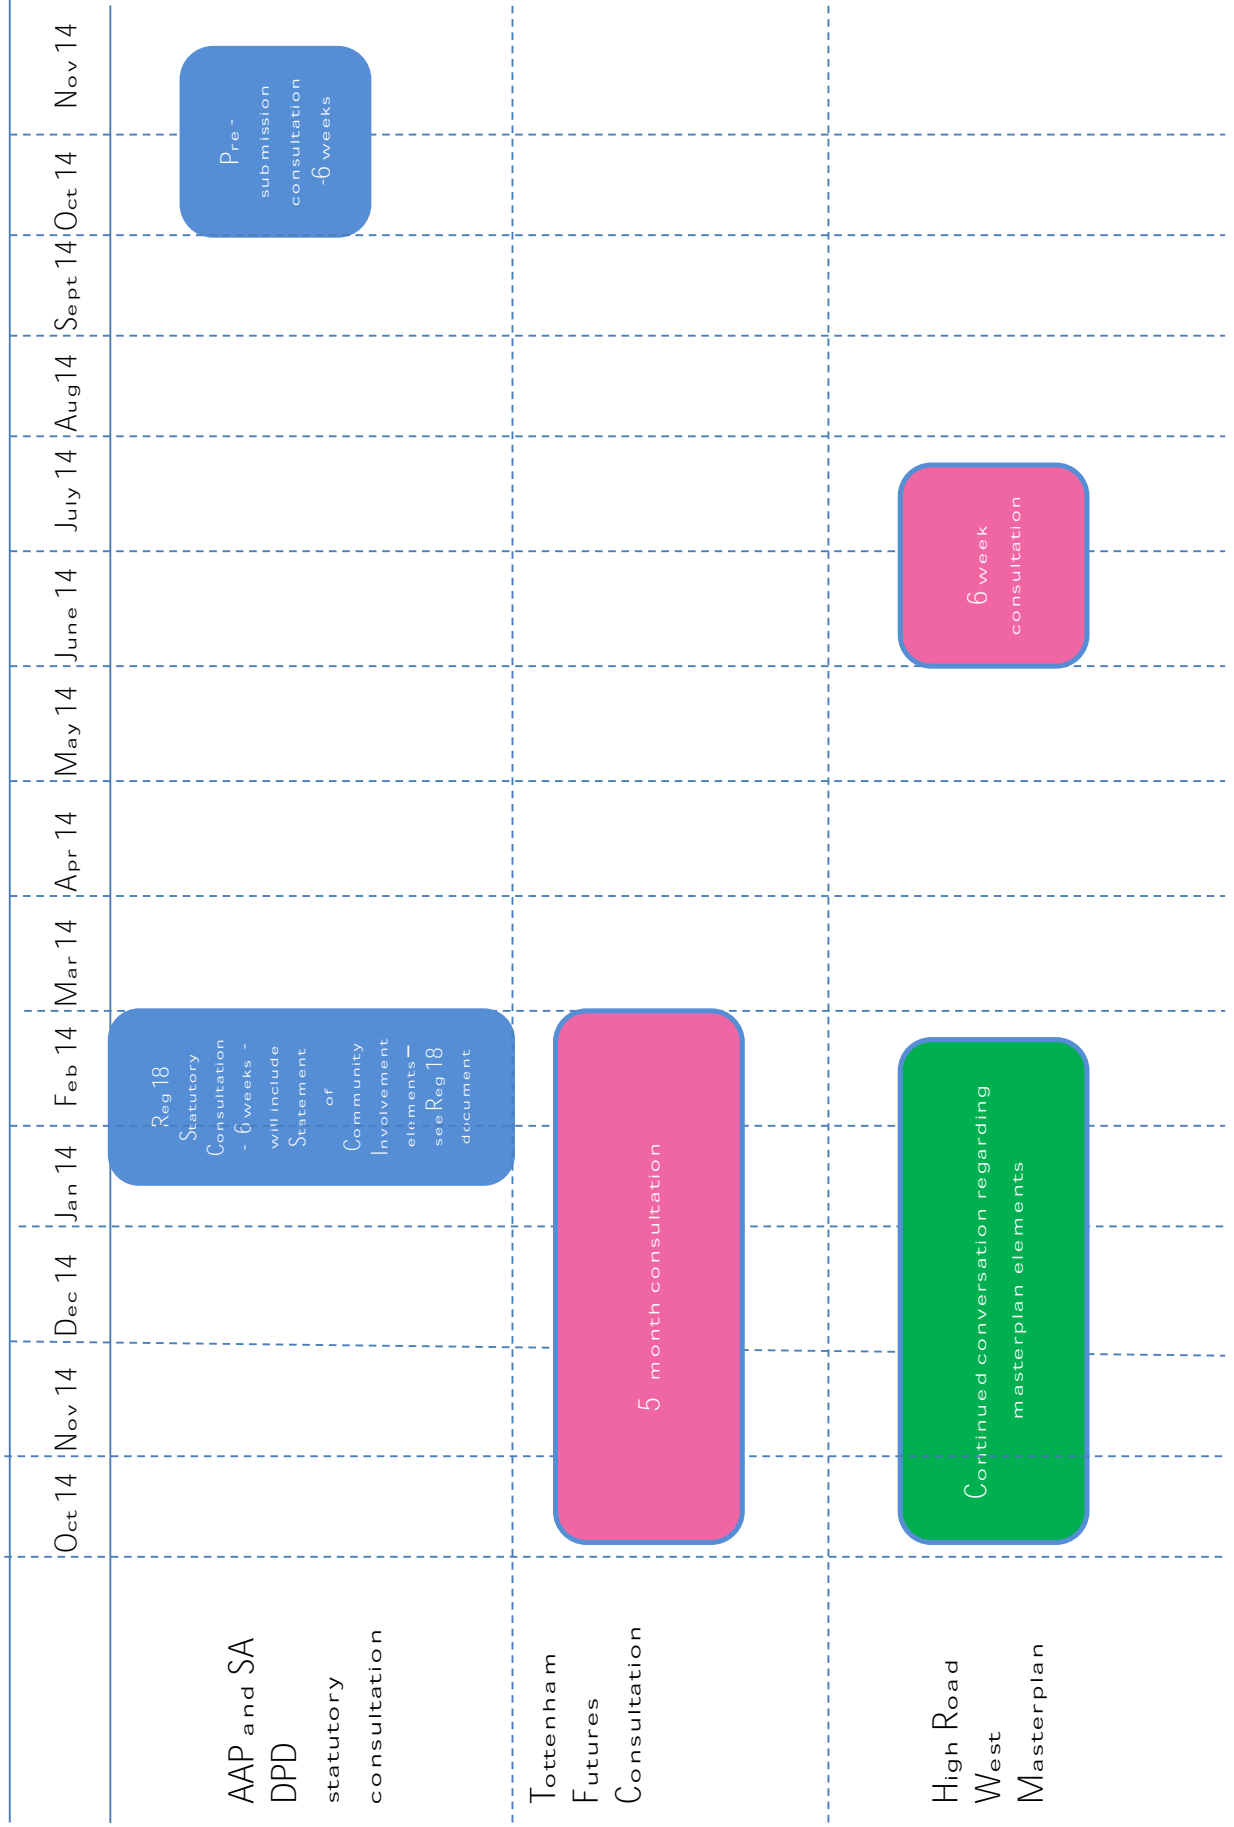 Oct 14
Nov 14
Dec 14
Jan 14
Feb 14
Mar 14
Apr 14
May 14
June 14
July 14
Aug14
Sept 14
Oct 14
Nov 14
AAP and SA
DPD
statutory
consultation
Reg 18
Statutory
Consultation
- 6 weeks -
will include
Statement
of
Community
Involvement
elements –
see Reg 18
document
Pre -
submission
consultation
-6 weeks
Tottenham
Futures
Consultation
5 month consultation
High Road
West
Masterplan
Continued conversation regarding
masterplan elements
6 week
consultation